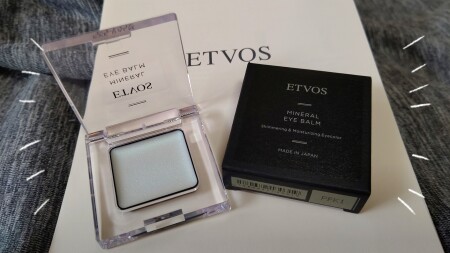 ETVOS
MINERAL
EYE BALM
ETVOS
ETVOS
MINERAL
EYE BALM
Shimmering & Moisturizing Eyecolor
MADE IN JAPAN